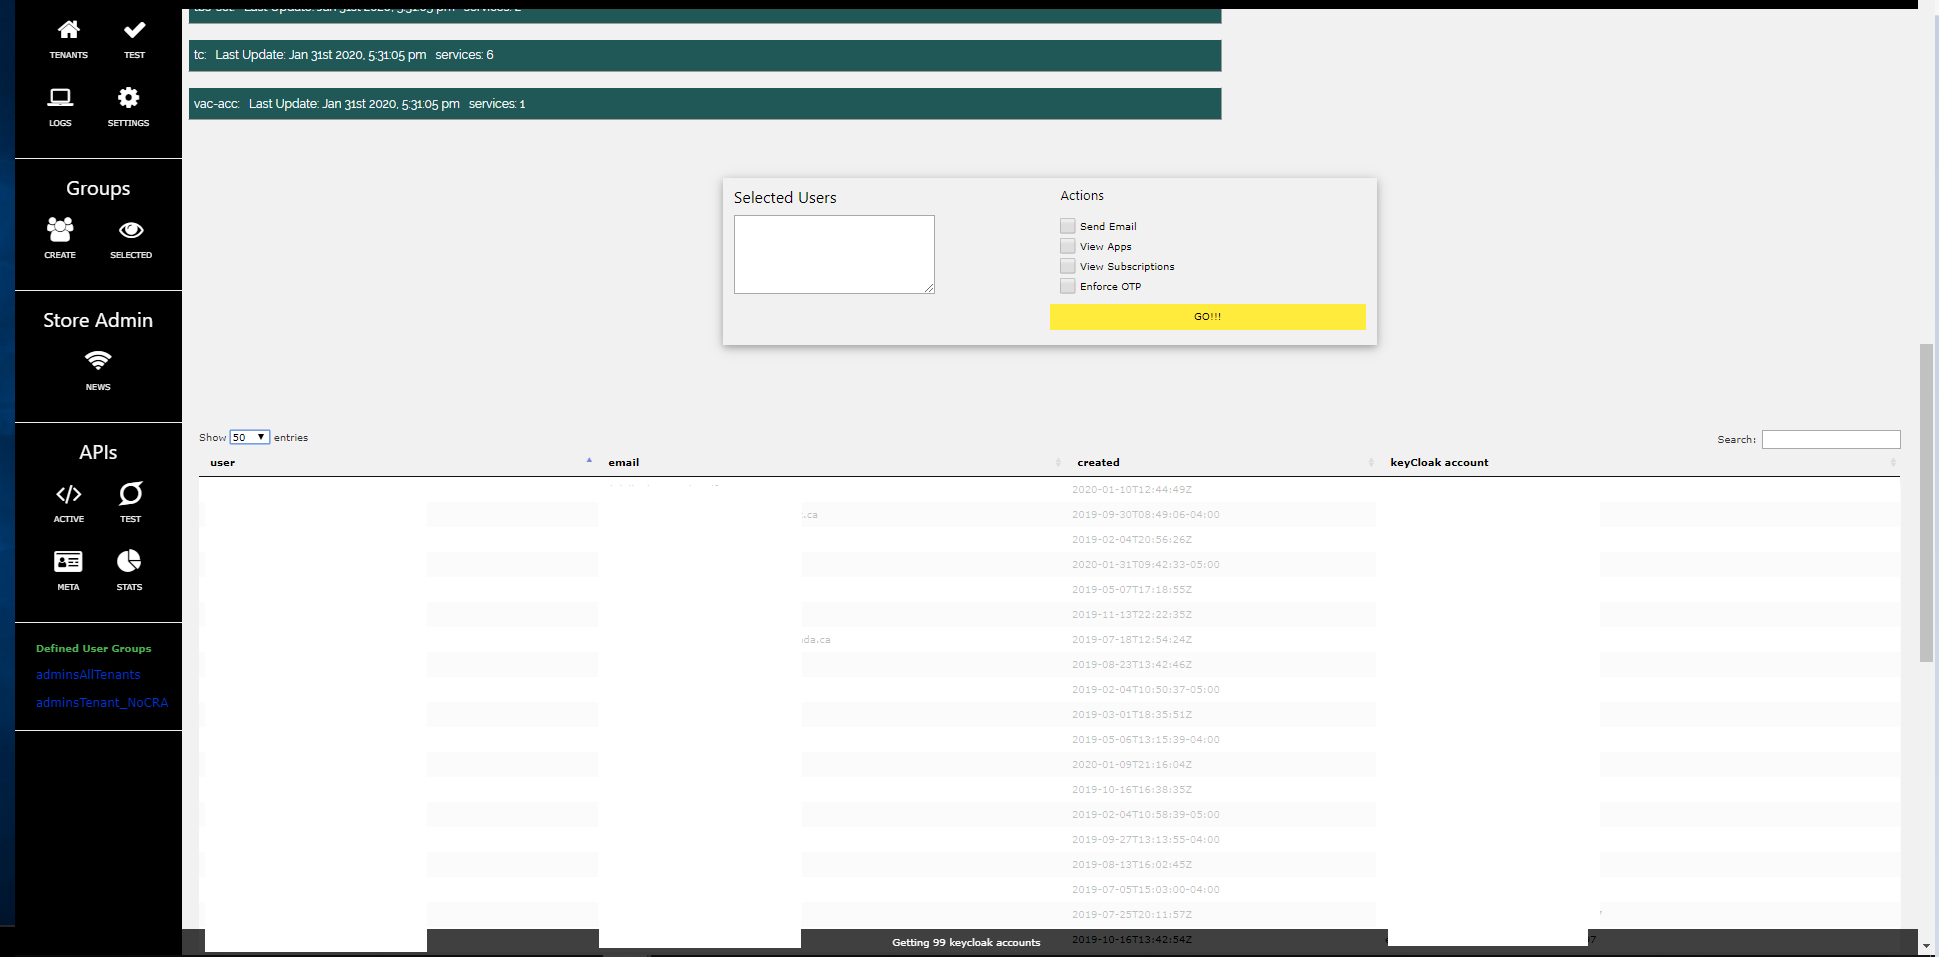 TENANTS
TEST
LOGS
SETTINGS
Groups
CREATE
SELECTED
Store Admin
NEWS
APIs
ACTIVE
TEST
META
STATS
Defined User Groups
adminsAllTenants
adminsTenant_NoCRA
Last Update: Jan 31st 2020, 5:31:05 pm services: 2
tc: Last Update: Jan 31st 2020, 5:31:05 pm services: 6
vac-acc: Last Update: Jan 31st 2020, 5:31:05 pm services: 1
Selected Users
Actions
Send Email
View Apps
View Subscriptions
Enforce OTP
GO!!!
Show 50 entries
Search:
user email created keyCloak account
2020-01-10T12:44:49Z
.ca 2019-09-30T08:49:06-04:00
2019-02-04T20:56:26Z
2020-01-31T09:42:33-05:00
2019-05-07T17:18:55Z
2019-11-13T22:22:35Z
ada.ca 2019-07-18T12:54:24Z
2019-08-23T13:42:46Z
2019-02-04T10:50:37-05:00
2019-03-01T18:35:51Z
2019-05-06T13:15:39-04:00
2020-01-09T21:16:04Z
2019-10-16T16:38:35Z
2019-02-04T10:58:39-05:00
2019-09-27T13:13:55-04:00
2019-08-13T16:02:45Z
2019-07-05T15:03:00-04:00
2019-07-25T20:11:57Z
2019-10-16T13:42:54Z
Getting 99 keycloak accounts